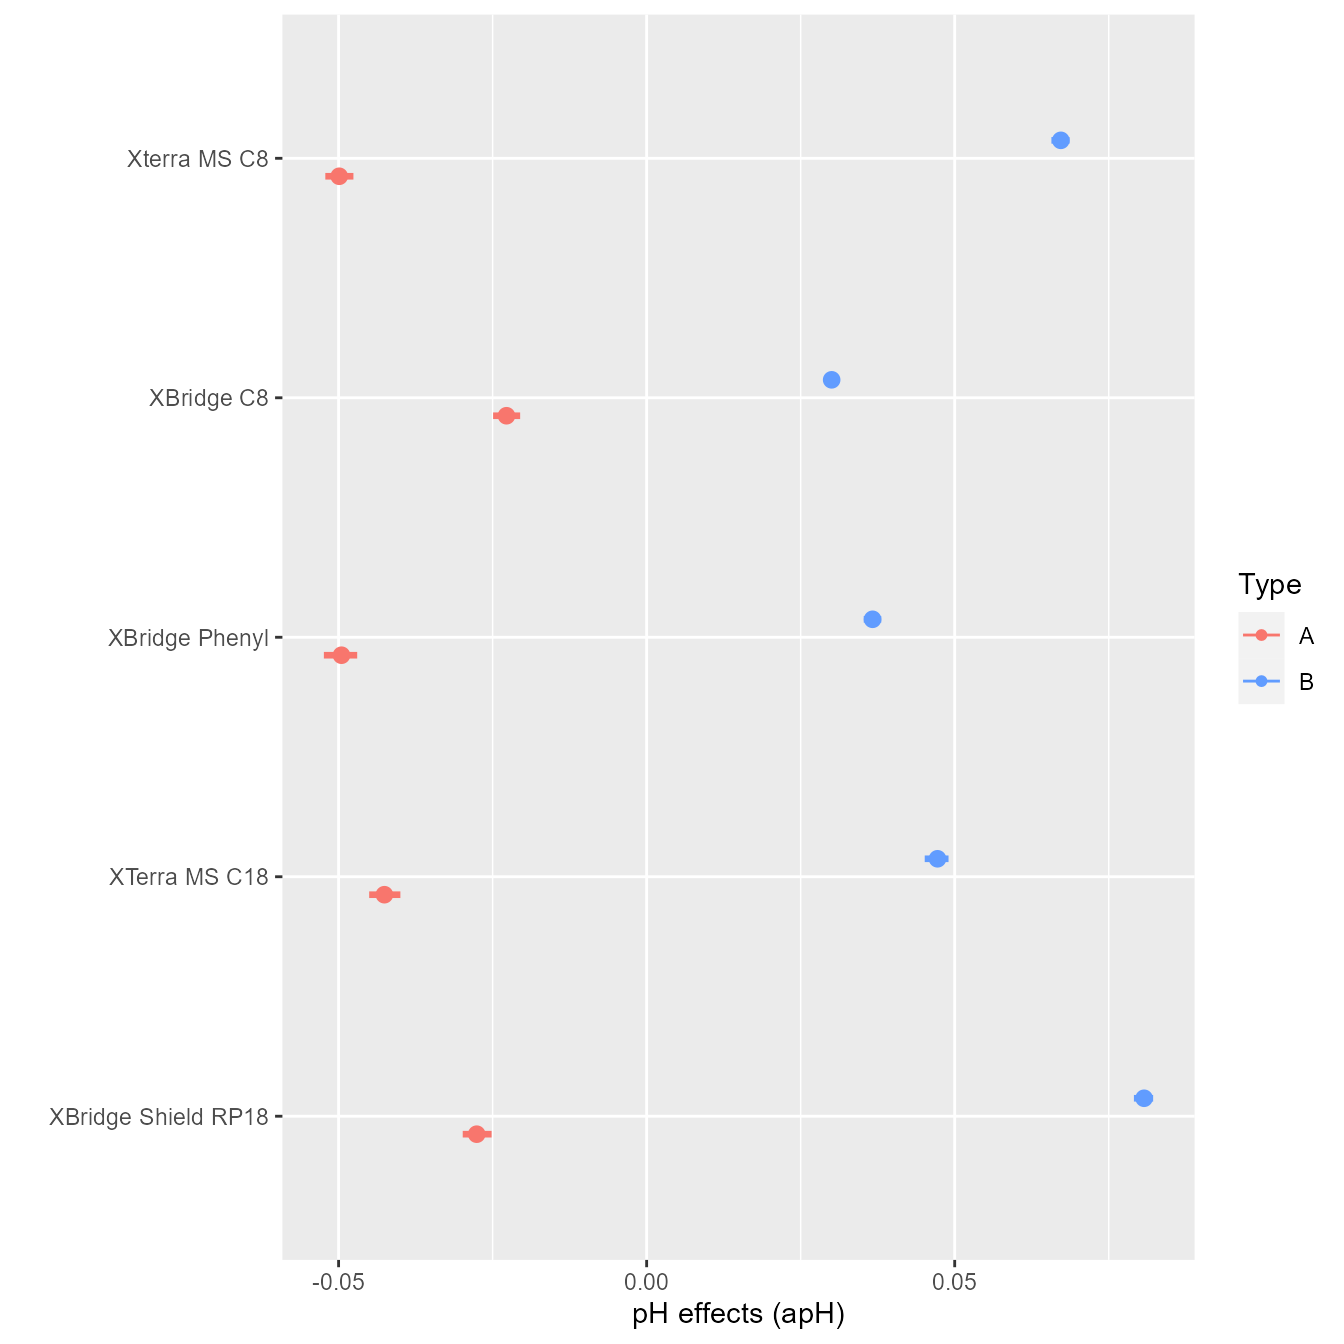 Xterra MS C8
XBridge C8
XBridge Phenyl
XTerra MS C18
XBridge Shield RP18
-0.05
0.00
0.05
pH effects (apH)
Type
A
B